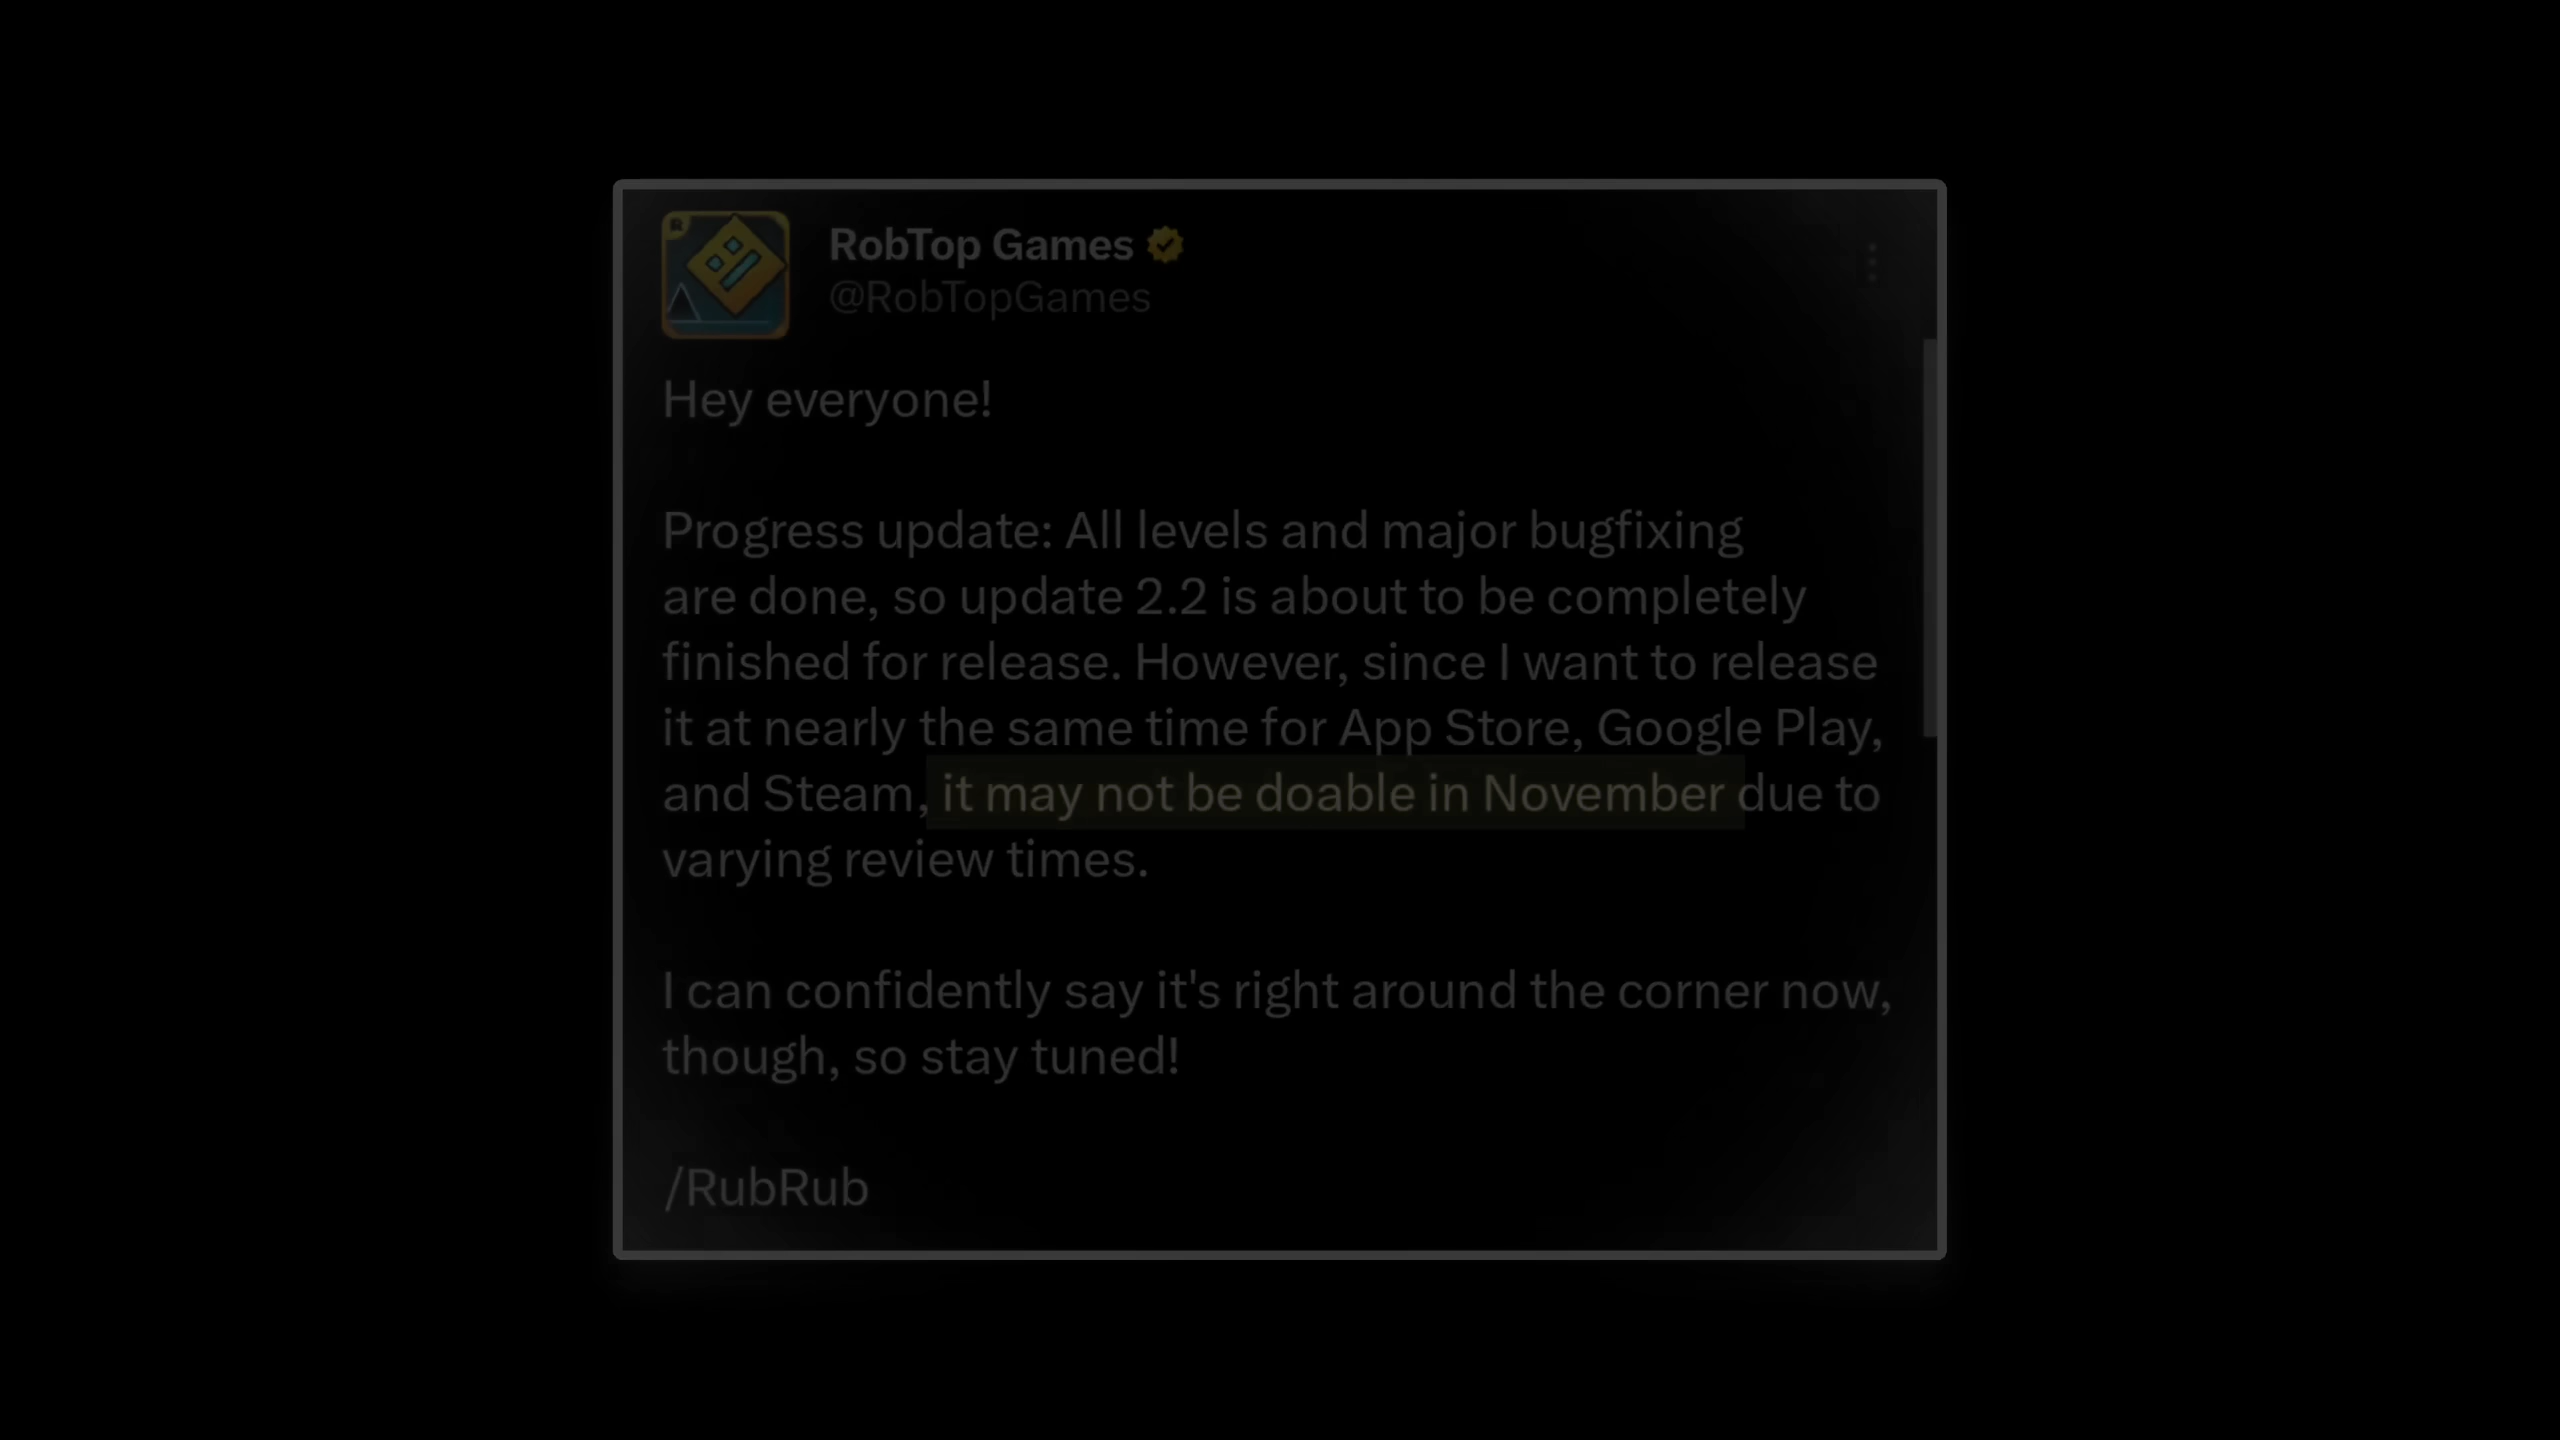 RobTop Games
@RobTopGames
Hey everyone!
Progress update: All levels and major bugfixing
are done, so update 2.2 is about to be completely
finished for release. However, since I want to release
it at nearly the same time for App Store, Google Play,
and Steam, it may not be doable in November due to
varying review times.
I can confidently say it's right around the corner now,
though, so stay tuned!
/RubRub